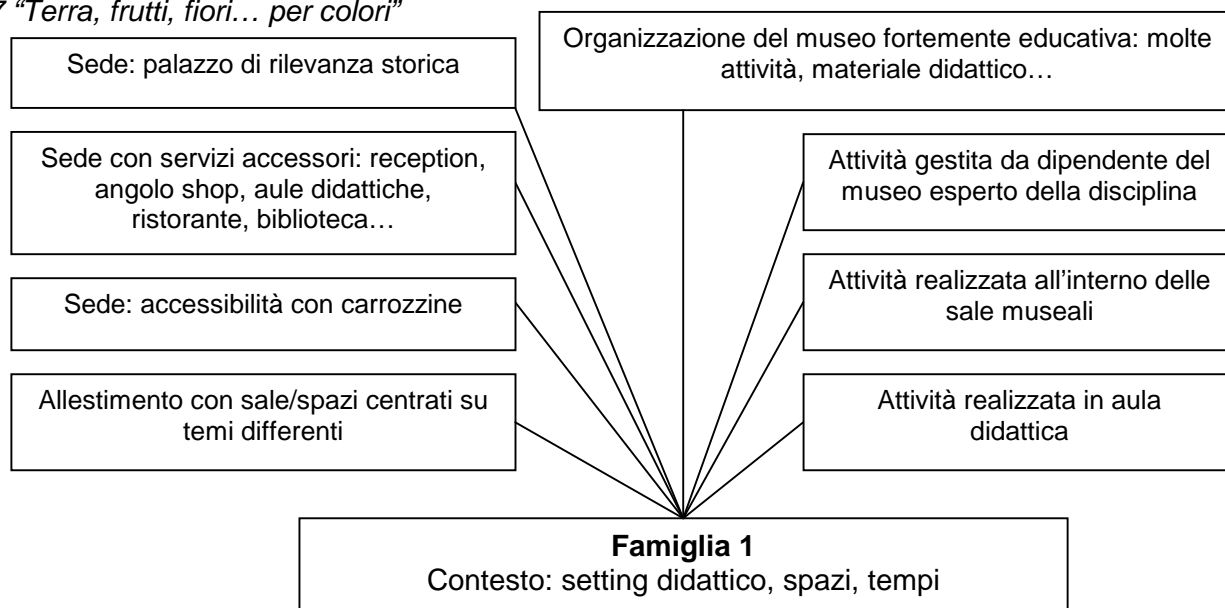 7 “Terra, frutti, fiori… per colori”
Sede: palazzo di rilevanza storica
Organizzazione del museo fortemente educativa: molte
attività, materiale didattico…
Sede con servizi accessori: reception,
angolo shop, aule didattiche,
ristorante, biblioteca…
Attività gestita da dipendente del
museo esperto della disciplina
Sede: accessibilità con carrozzine
Attività realizzata all’interno delle
sale museali
Allestimento con sale/spazi centrati su
temi differenti
Attività realizzata in aula
didattica
Famiglia 1
Contesto: setting didattico, spazi, tempi